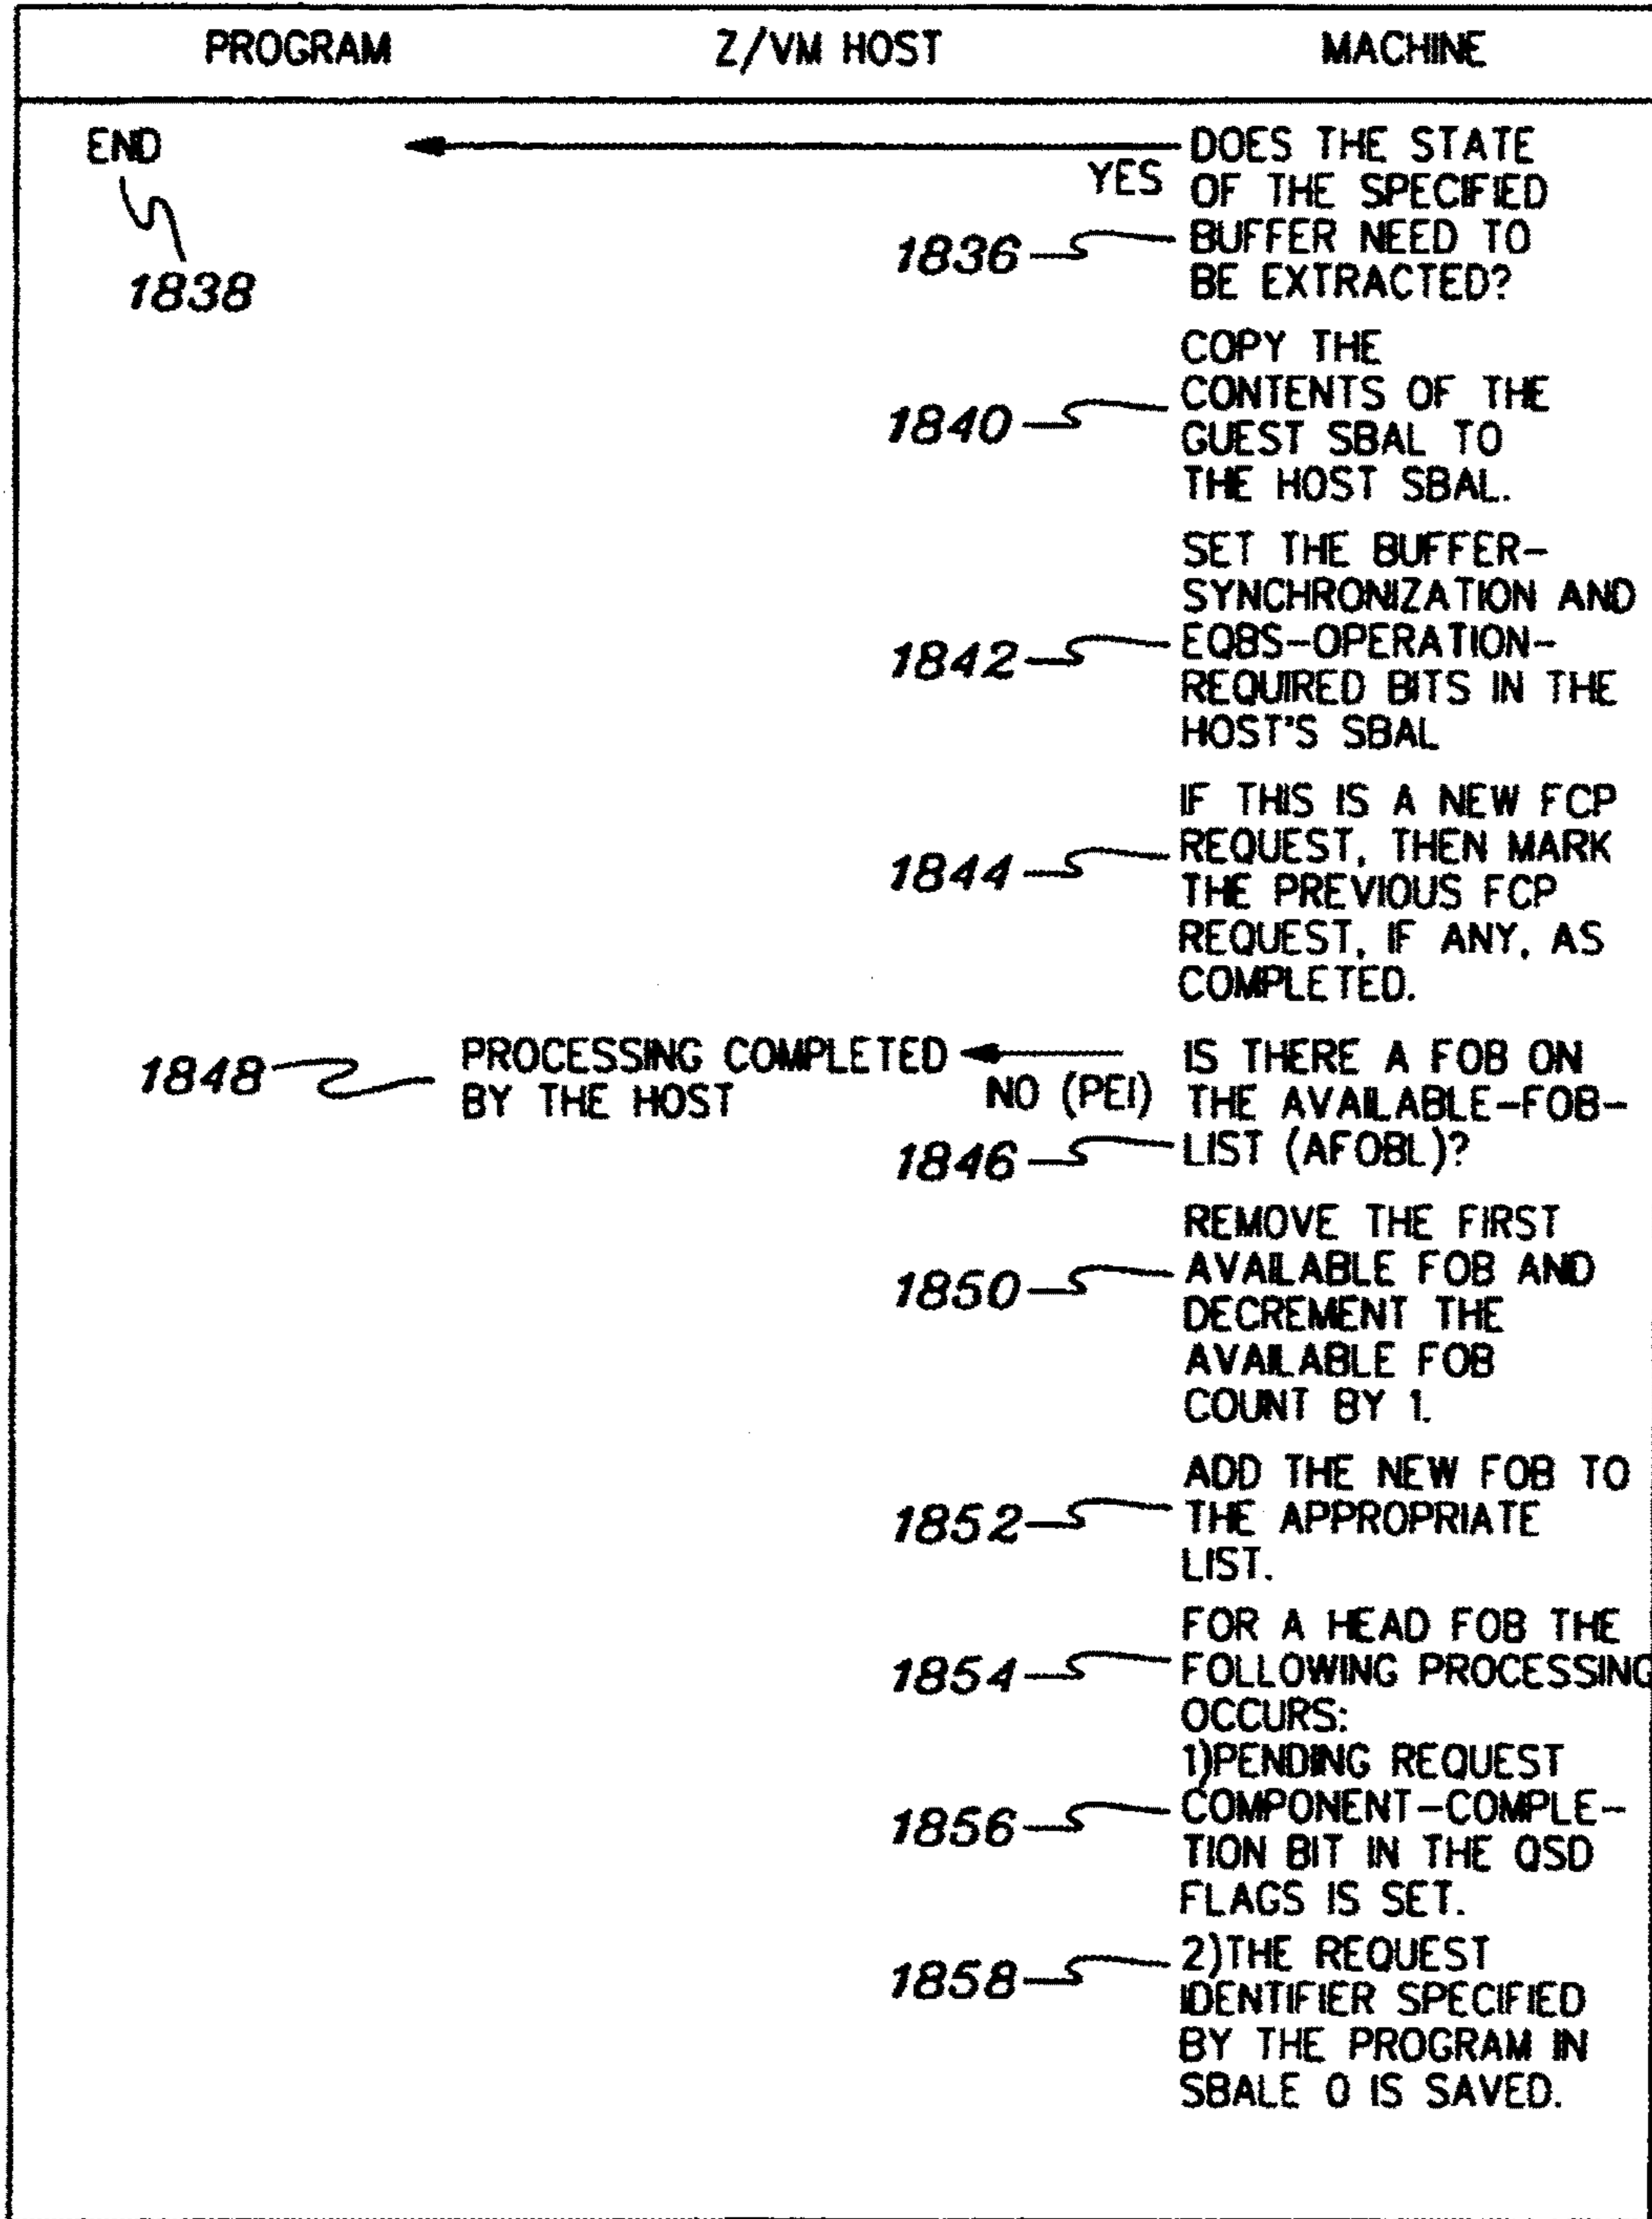 PROGRAM Z/VM HOST MACHINE
END
1838
YES
DOES THE STATE
OF THE SPECIFIED
BUFFER NEED TO
BE EXTRACTED?
1836
COPY THE
CONTENTS OF THE
GUEST SBAL TO
THE HOST SBAL.
1840
SET THE BUFFER-
SYNCHRONIZATION AND
EQBS-OPERATION-
REQUIRED BITS IN THE
HOST'S SBAL
1842
IF THIS IS A NEW FCP
REQUEST, THEN MARK
THE PREVIOUS FCP
REQUEST, IF ANY, AS
COMPLETED.
1844
1848
PROCESSING COMPLETED
BY THE HOST
NO (PEI)
IS THERE A FOB ON
THE AVAILABLE-FOB-
LIST (AFOBL)?
1846
REMOVE THE FIRST
AVAILABLE FOB AND
DECREMENT THE
AVAILABLE FOB
COUNT BY 1.
1850
ADD THE NEW FOB TO
THE APPROPRIATE
LIST.
1852
FOR A HEAD FOB THE
FOLLOWING PROCESSING
OCCURS:
1854
1)PENDING REQUEST
COMPONENT-COMPLE-
TION BIT IN THE QSD
FLAGS IS SET.
1856
2)THE REQUEST
IDENTIFIER SPECIFIED
BY THE PROGRAM IN
SBALE 0 IS SAVED.
1858